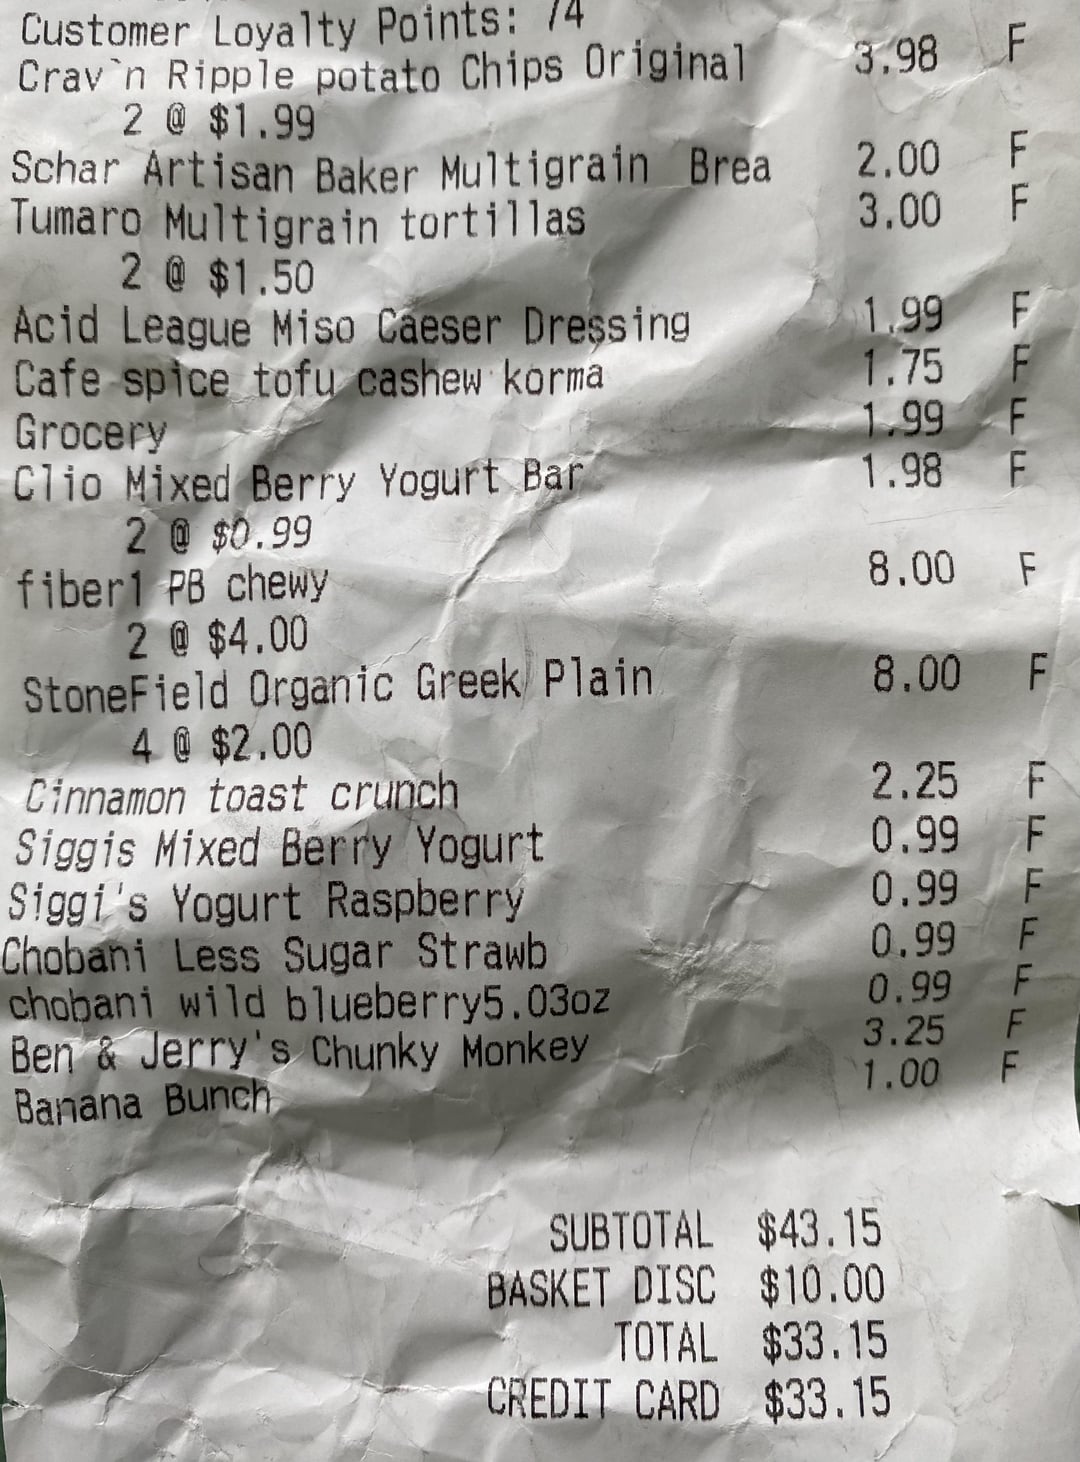 Customer Loyalty Points: 74
Crav`n Ripple potato Chips Original 3.98 F
2 @ $1.99
Schar Artisan Baker Multigrain Brea 2.00 F
Tumaro Multigrain tortillas 3.00 F
2 @ $1.50
Acid League Miso Caeser Dressing 1.99 F
Cafe spice tofu cashew korma 1.75 F
Grocery 1.99 F
Clio Mixed Berry Yogurt Bar 1.98 F
2 @ $0.99
fiber1 PB chewy 8.00 F
2 @ $4.00
StoneField Organic Greek Plain 8.00 F
4 @ $2.00
Cinnamon toast crunch 2.25 F
Siggis Mixed Berry Yogurt 0.99 F
Siggi's Yogurt Raspberry 0.99 F
Chobani Less Sugar Strawb 0.99 F
chobani wild blueberry5.03oz 0.99 F
Ben & Jerry's Chunky Monkey 3.25 F
Banana Bunch 1.00 F
SUBTOTAL $43.15
BASKET DISC $10.00
TOTAL $33.15
CREDIT CARD $33.15